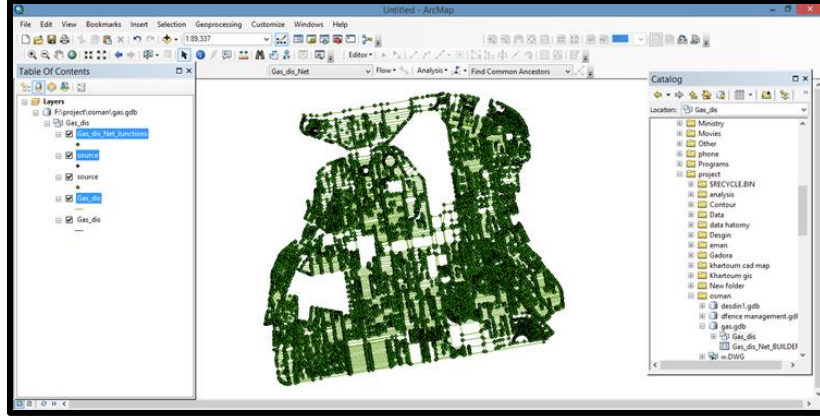 Untitled - ArcMap
File Edit View Bookmarks Insert Selection Geoprocessing Customize Windows Help
1:89,337
Editor
Table Of Contents
Gas_dis_Net
Flow
Analysis
Find Common Ancestors
Catalog
Layers
F:\project\osman\gas.gdb
Gas_dis
Gas_dis_Net_Junctions
source
source
Gas_dis
Gas_dis
Location: Gas_dis
Ministry
Movies
Other
phone
Programs
project
$RECYCLE.BIN
analysis
Contour
Data
data hatomy
Desgin
eman
Gadora
khartoum cad map
Khartoum gis
New folder
osman
desdin1.gdb
dfence management.gdb
gas.gdb
Gas_dis
Gas_dis_Net_BUILDER
w.DWG